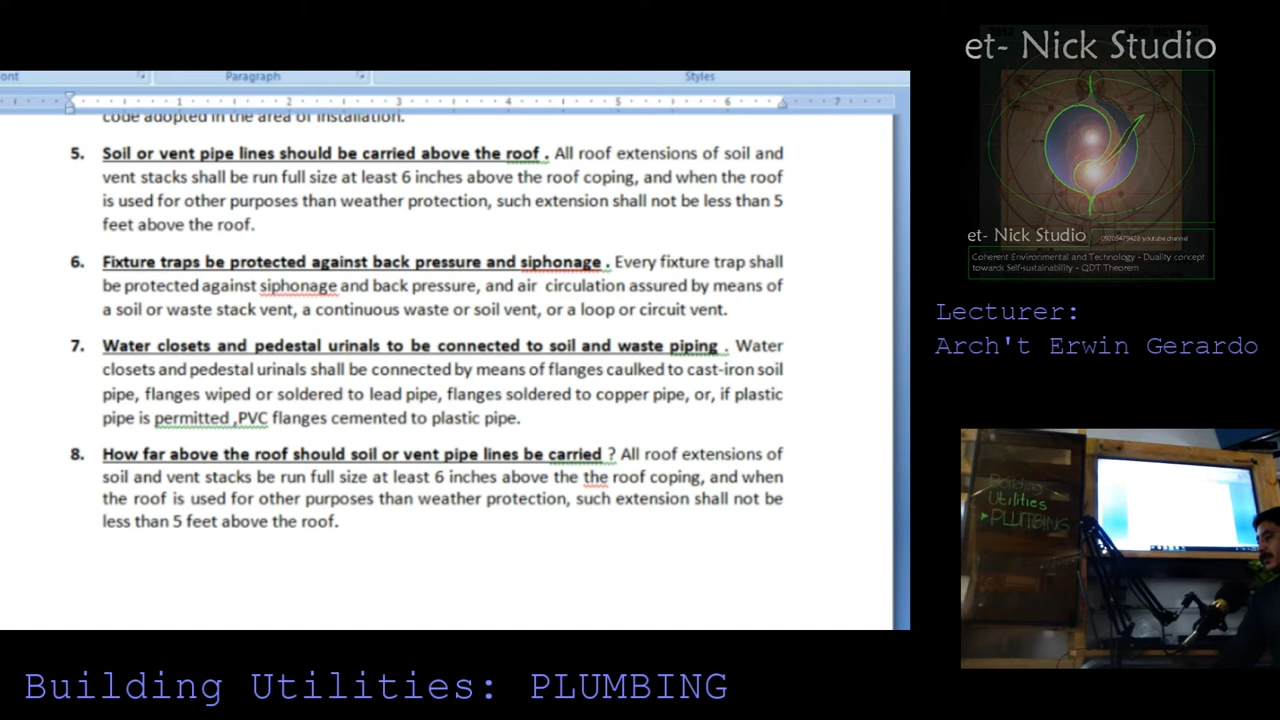 Paragraph
Styles
code adopted in the area of installation.
5. Soil or vent pipe lines should be carried above the roof . All roof extensions of soil and
vent stacks shall be run full size at least 6 inches above the roof coping, and when the roof
is used for other purposes than weather protection, such extension shall not be less than 5
feet above the roof.
6. Fixture traps be protected against back pressure and siphonage . Every fixture trap shall
be protected against siphonage and back pressure, and air circulation assured by means of
a soil or waste stack vent, a continuous waste or soil vent, or a loop or circuit vent.
7. Water closets and pedestal urinals to be connected to soil and waste piping . Water
closets and pedestal urinals shall be connected by means of flanges caulked to cast-iron soil
pipe, flanges wiped or soldered to lead pipe, flanges soldered to copper pipe, or, if plastic
pipe is permitted ,PVC flanges cemented to plastic pipe.
8. How far above the roof should soil or vent pipe lines be carried ? All roof extensions of
soil and vent stacks be run full size at least 6 inches above the the roof coping, and when
the roof is used for other purposes than weather protection, such extension shall not be
less than 5 feet above the roof.
et- Nick Studio
et- Nick Studio 09205479428 youtube channel
Coherent Environmental and Technology - Duality concept
towards Self-sustainability - QDT Theorem
Lecturer:
Arch't Erwin Gerardo
Building
Utilities
PLUMBING
Building Utilities: PLUMBING